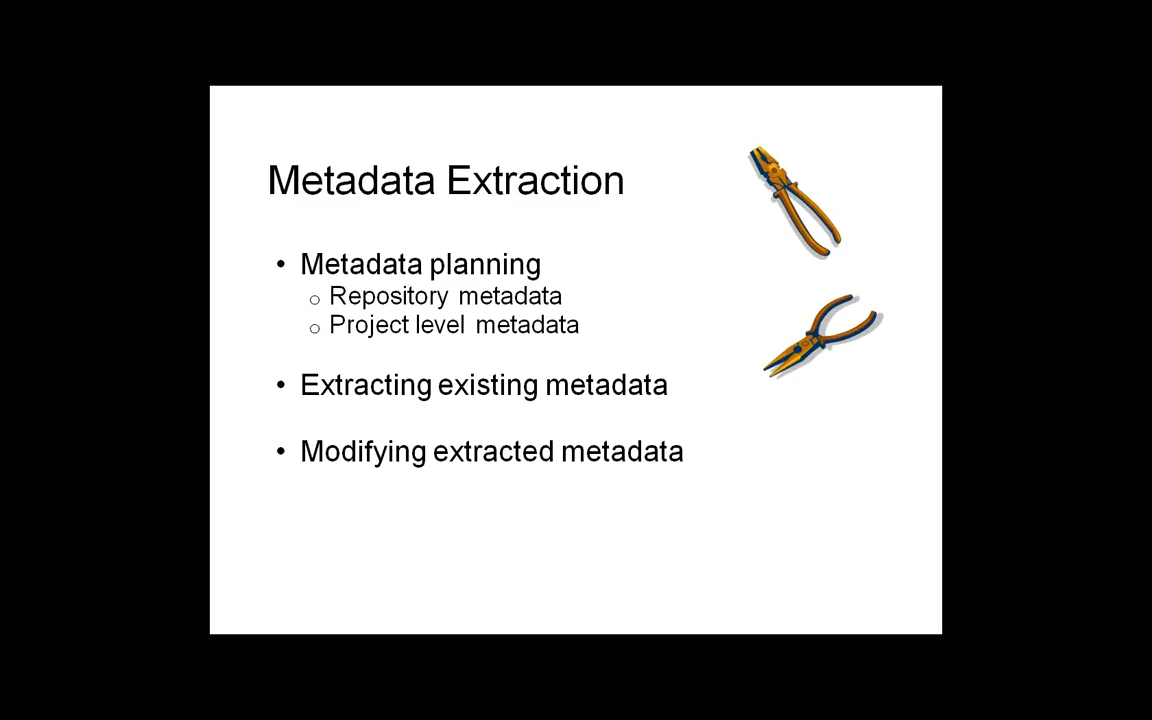 Metadata Extraction
• Metadata planning
○ Repository metadata
○ Project level metadata
• Extracting existing metadata
• Modifying extracted metadata